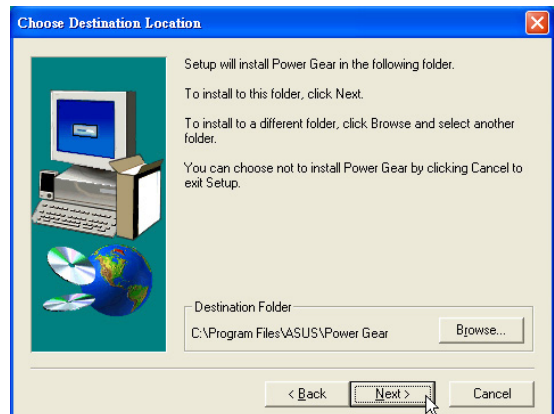 Choose Destination Location
Setup will install Power Gear in the following folder.
To install to this folder, click Next.
To install to a different folder, click Browse and select another
folder.
You can choose not to install Power Gear by clicking Cancel to
exit Setup.
Destination Folder
C:\Program Files\ASUS\Power Gear
Browse...
< Back
Next >
Cancel